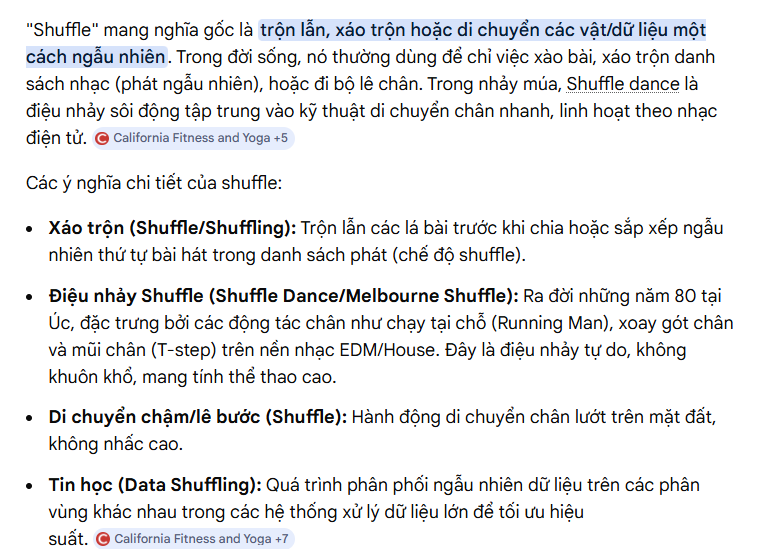 "Shuffle" mang nghĩa gốc là trộn lẫn, xáo trộn hoặc di chuyển các vật/dữ liệu một
cách ngẫu nhiên. Trong đời sống, nó thường dùng để chỉ việc xào bài, xáo trộn danh
sách nhạc (phát ngẫu nhiên), hoặc đi bộ lê chân. Trong nhảy múa, Shuffle dance là
điệu nhảy sôi động tập trung vào kỹ thuật di chuyển chân nhanh, linh hoạt theo nhạc
điện tử. California Fitness and Yoga +5
Các ý nghĩa chi tiết của shuffle:
• Xáo trộn (Shuffle/Shuffling): Trộn lẫn các lá bài trước khi chia hoặc sắp xếp ngẫu
nhiên thứ tự bài hát trong danh sách phát (chế độ shuffle).
• Điệu nhảy Shuffle (Shuffle Dance/Melbourne Shuffle): Ra đời những năm 80 tại
Úc, đặc trưng bởi các động tác chân như chạy tại chỗ (Running Man), xoay gót chân
và mũi chân (T-step) trên nền nhạc EDM/House. Đây là điệu nhảy tự do, không
khuôn khổ, mang tính thể thao cao.
• Di chuyển chậm/lê bước (Shuffle): Hành động di chuyển chân lướt trên mặt đất,
không nhấc cao.
• Tin học (Data Shuffling): Quá trình phân phối ngẫu nhiên dữ liệu trên các phân
vùng khác nhau trong các hệ thống xử lý dữ liệu lớn để tối ưu hiệu
suất. California Fitness and Yoga +7